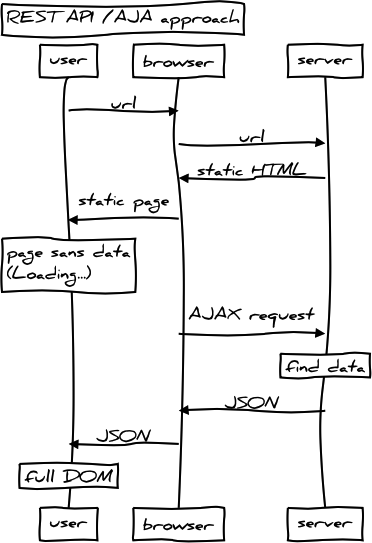 REST API / AJA approach
user
browser
server
url
url
static HTML
static page
page sans data
(Loading...)
AJAX request
find data
JSON
JSON
full DOM
user
browser
server